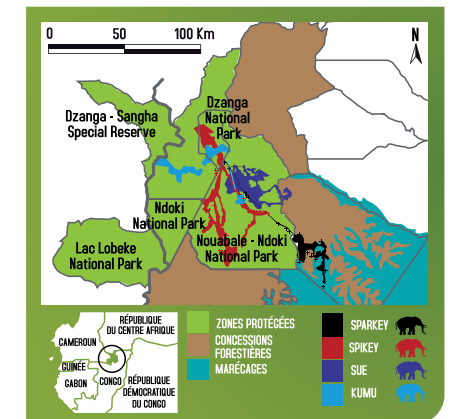 0 50 100 Km
N
Dzanga - Sangha
Special Reserve
Dzanga
National
Park
Ndoki
National Park
Nouabale - Ndoki
National Park
Lac Lobeke
National Park
RÉPUBLIQUE
DU CENTRE AFRIQUE
CAMEROUN
GUINÉE
GABON
CONGO
RÉPUBLIQUE
DÉMOCRATIQUE
DU CONGO
ZONES PROTÉGÉES
CONCESSIONS
FORESTIÈRES
MARÉCAGES
SPARKEY
SPIKEY
SUE
KUMU